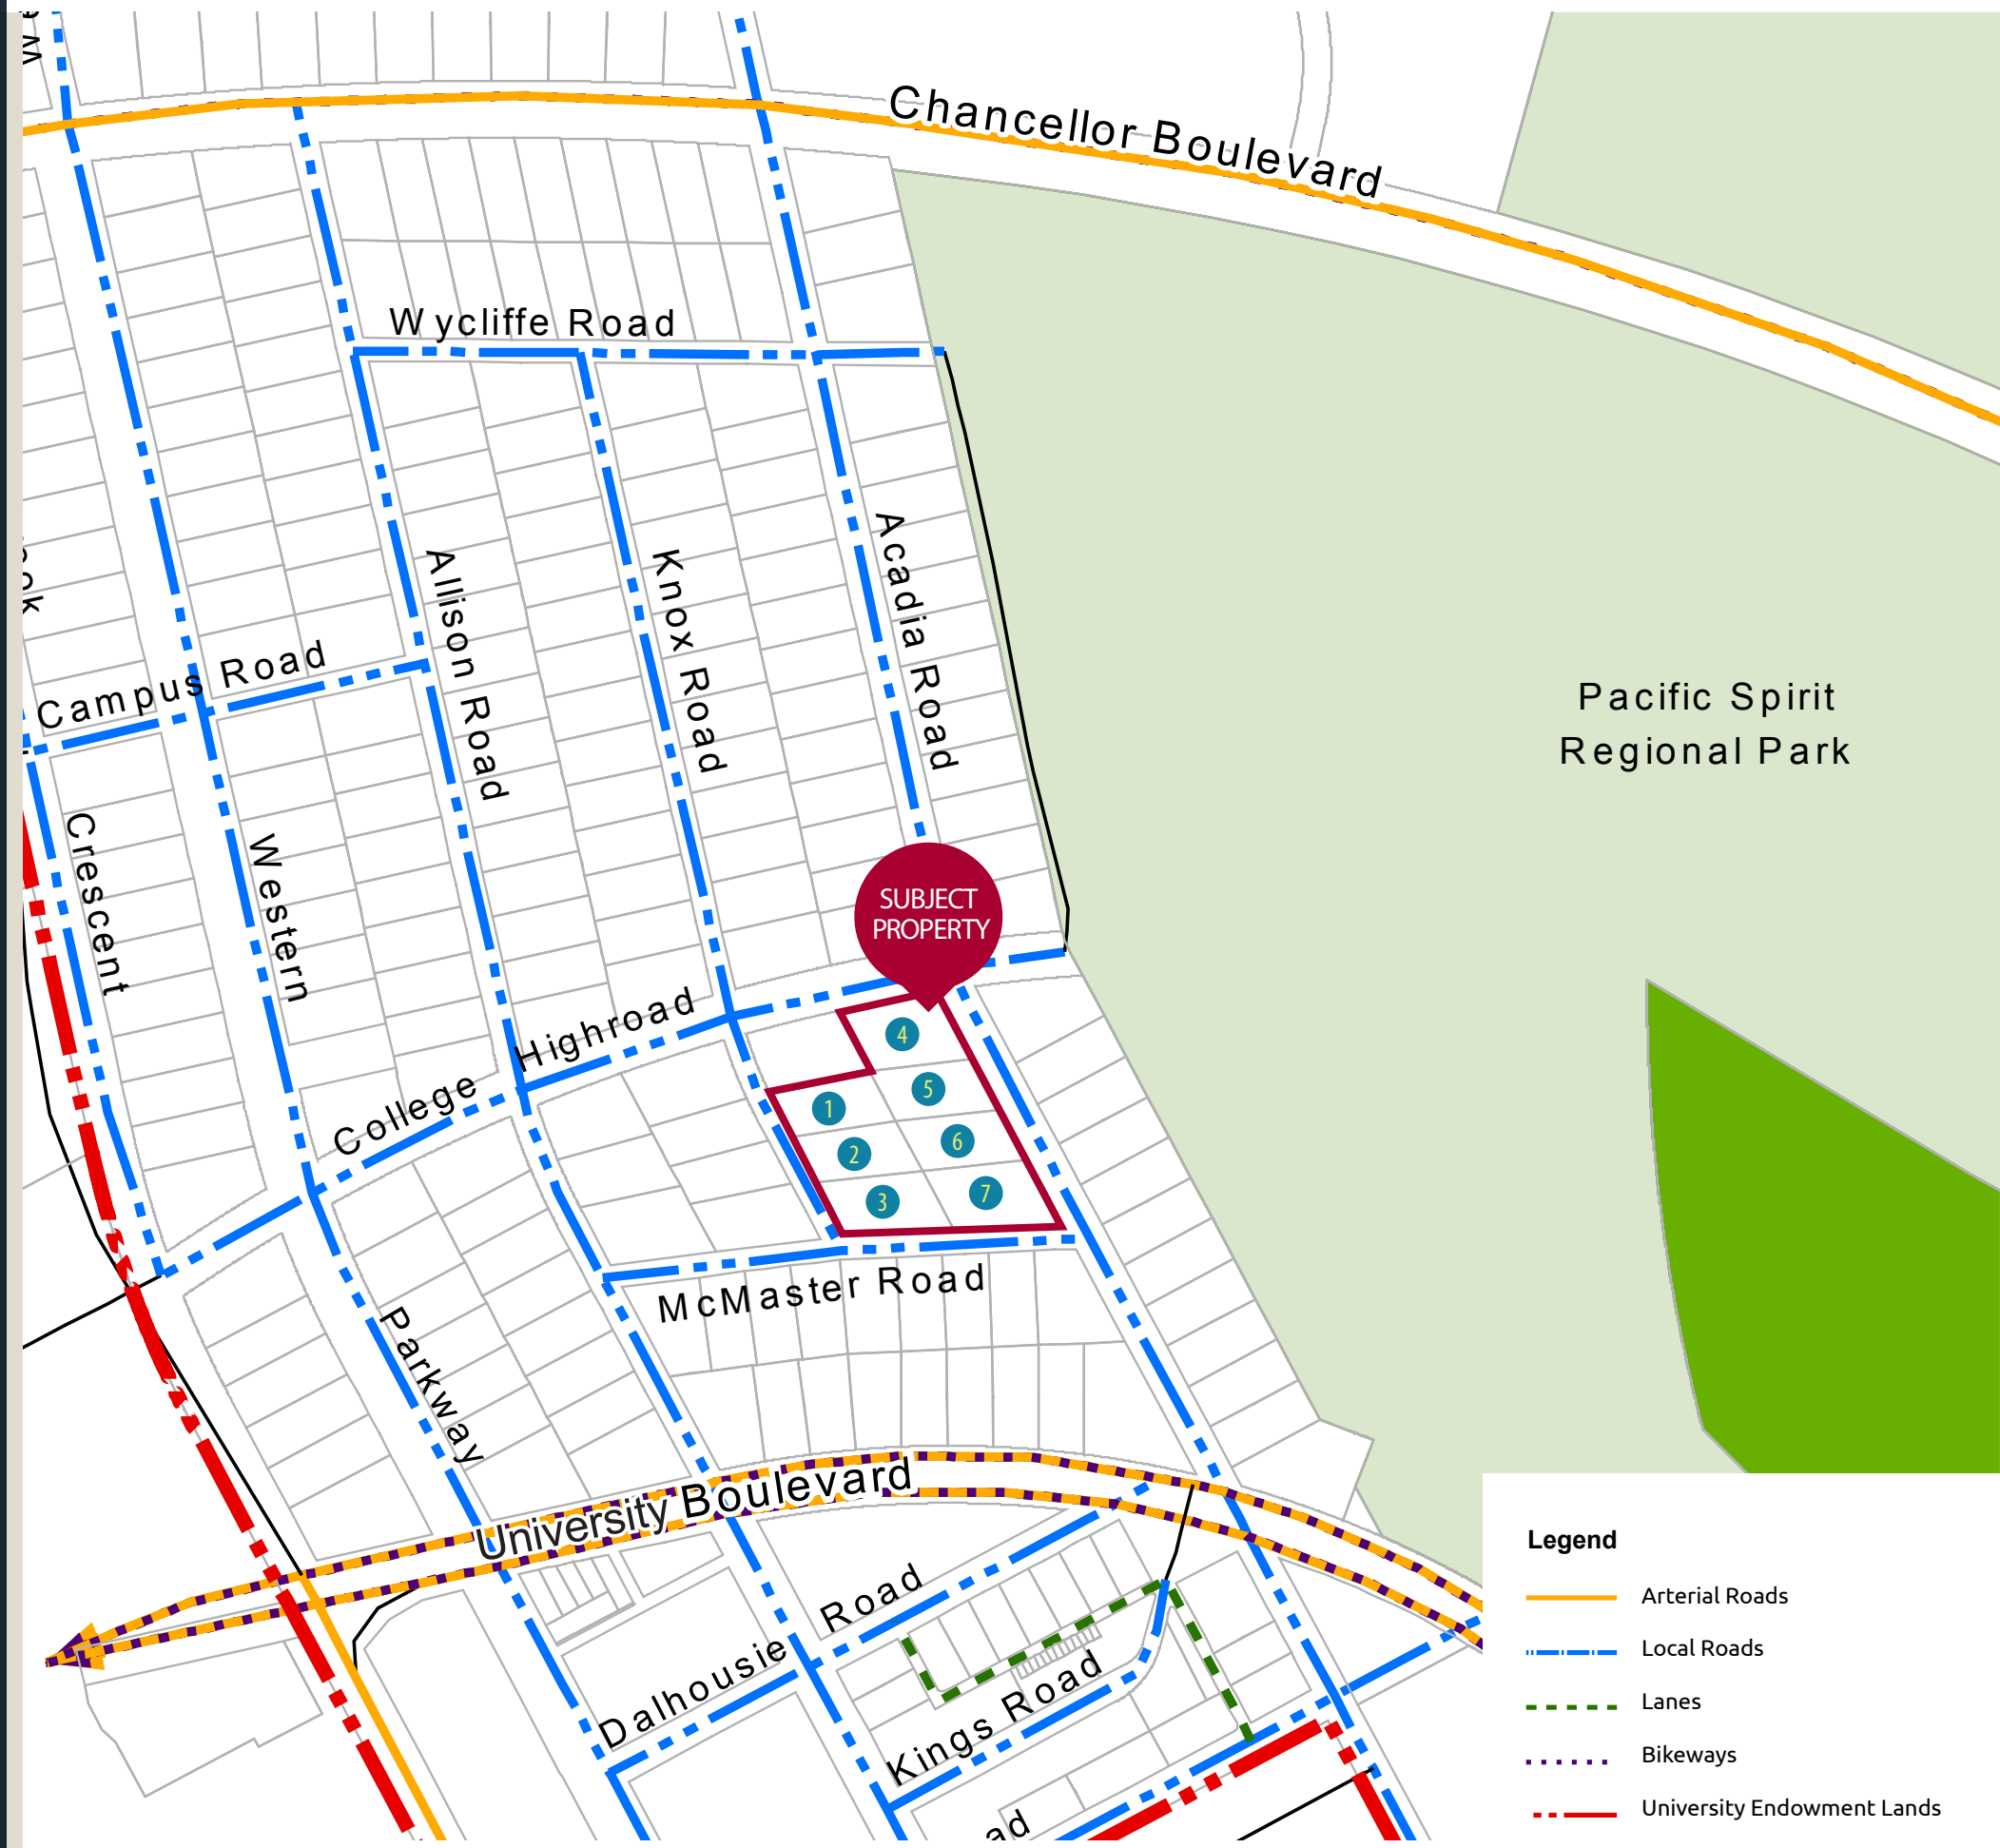 Chancellor Boulevard
Wycliffe Road
Allison Road
Knox Road
Acadia Road
Campus Road
Pacific Spirit
Regional Park
Crescent
Western
SUBJECT
PROPERTY
College Highroad
4
5
1
6
2
7
3
McMaster Road
Parkway
University Boulevard
Dalhousie Road
Kings Road
Legend
Arterial Roads
Local Roads
Lanes
Bikeways
University Endowment Lands